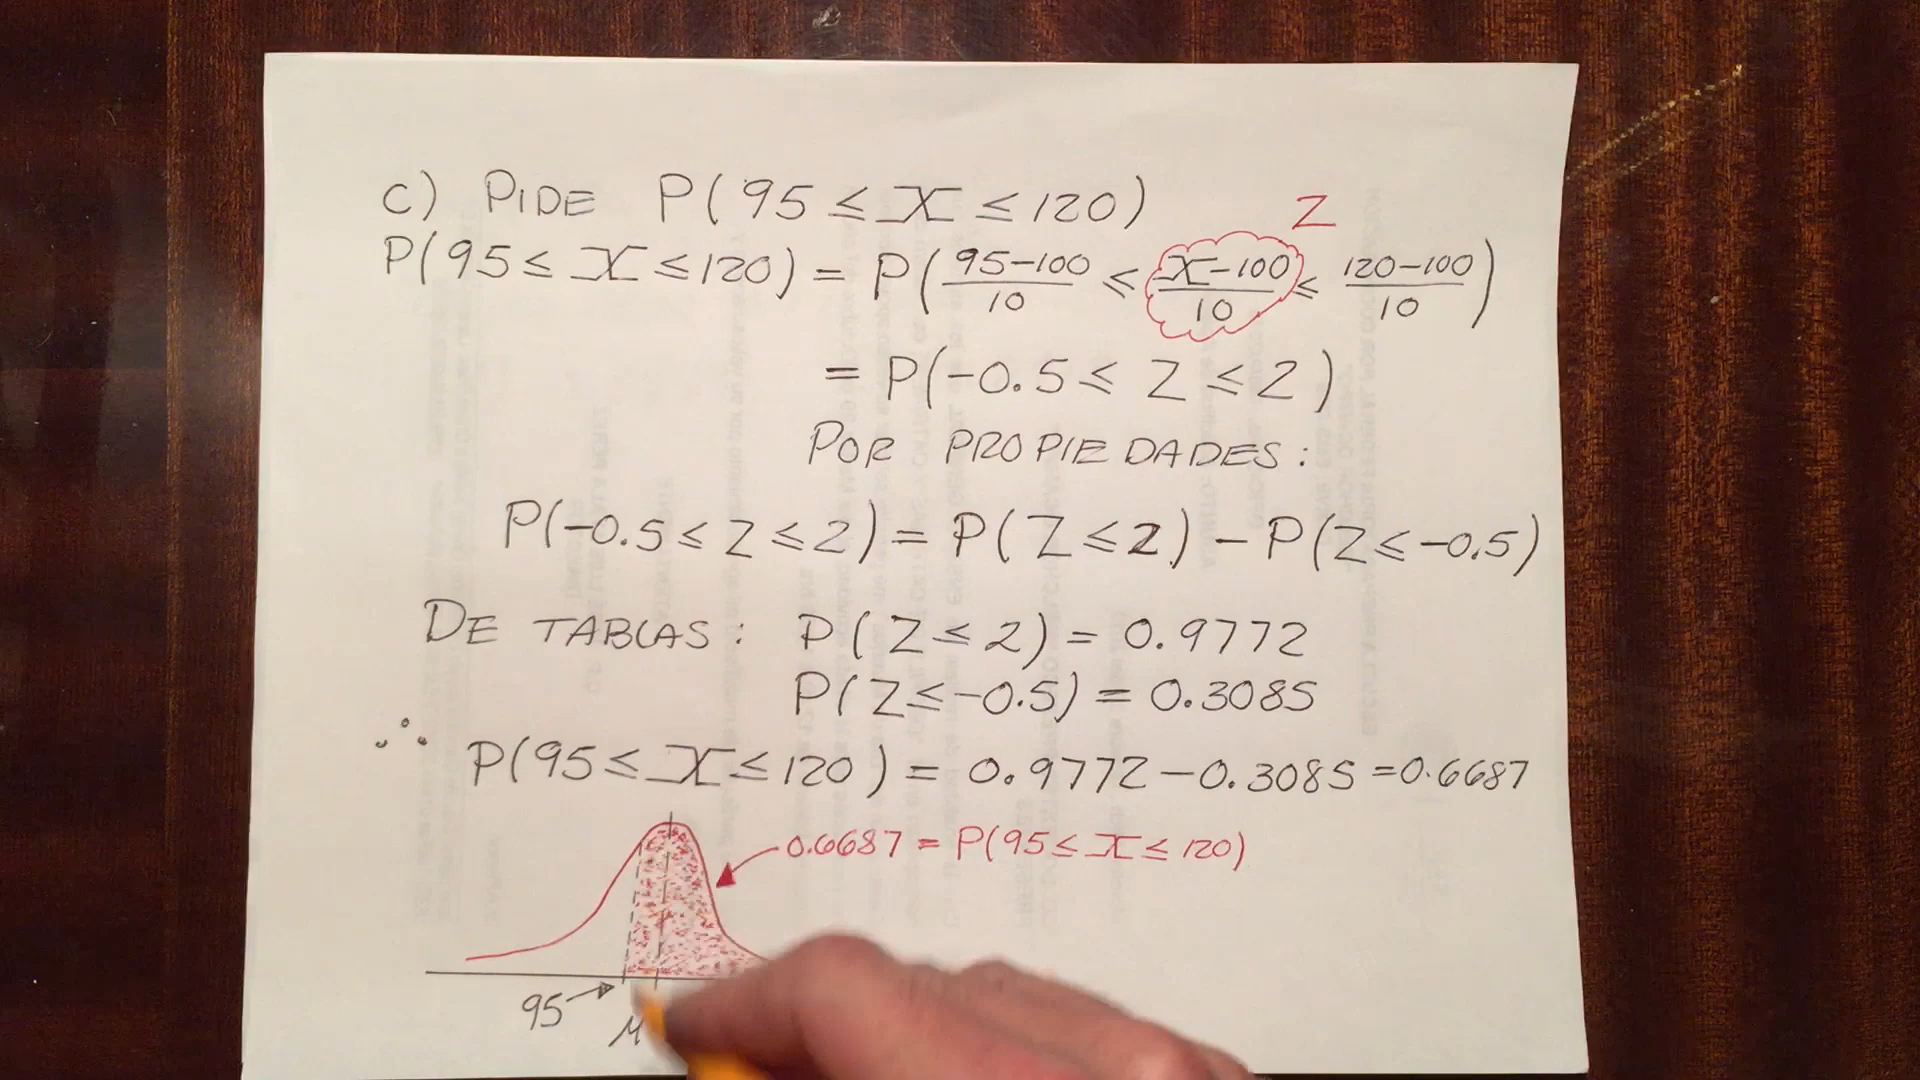 C) PIDE P(95 ≤ X ≤ 120)
Z
P(95 ≤ X ≤ 120) = P(95-100/10 ≤ X-100/10 ≤ 120-100/10)
= P(-0.5 ≤ Z ≤ 2)
POR PROPIEDADES:
P(-0.5 ≤ Z ≤ 2) = P(Z ≤ 2) - P(Z ≤ -0.5)
DE TABLAS: P(Z ≤ 2) = 0.9772
P(Z ≤ -0.5) = 0.3085
∴ P(95 ≤ X ≤ 120) = 0.9772 - 0.3085 = 0.6687
0.6687 = P(95 ≤ X ≤ 120)
95
M